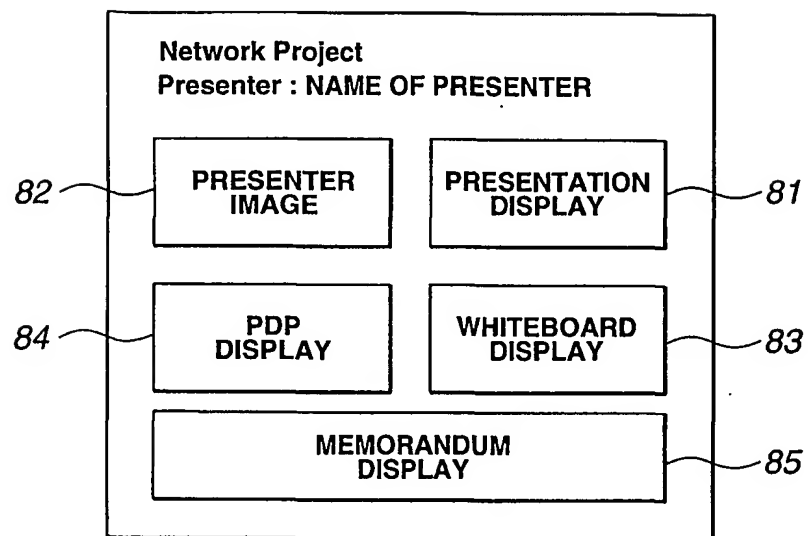 Network Project
Presenter : NAME OF PRESENTER
82
PRESENTER
IMAGE
PRESENTATION
DISPLAY
81
84
PDP
DISPLAY
WHITEBOARD
DISPLAY
83
MEMORANDUM
DISPLAY
85